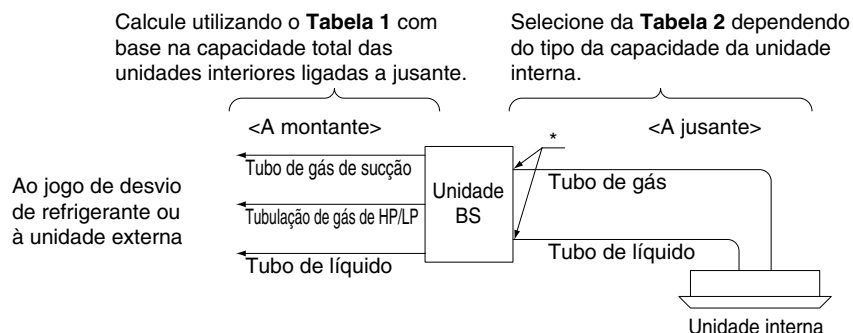 Calcule utilizando o Tabela 1 com
base na capacidade total das
unidades interiores ligadas a jusante.
Selecione da Tabela 2 dependendo
do tipo da capacidade da unidade
interna.
<A montante>
*
<A jusante>
Ao jogo de desvio
de refrigerante ou
à unidade externa
Tubo de gás de sucção
Tubulação de gás de HP/LP
Tubo de líquido
Unidade
BS
Tubo de gás
Tubo de líquido
Unidade interna